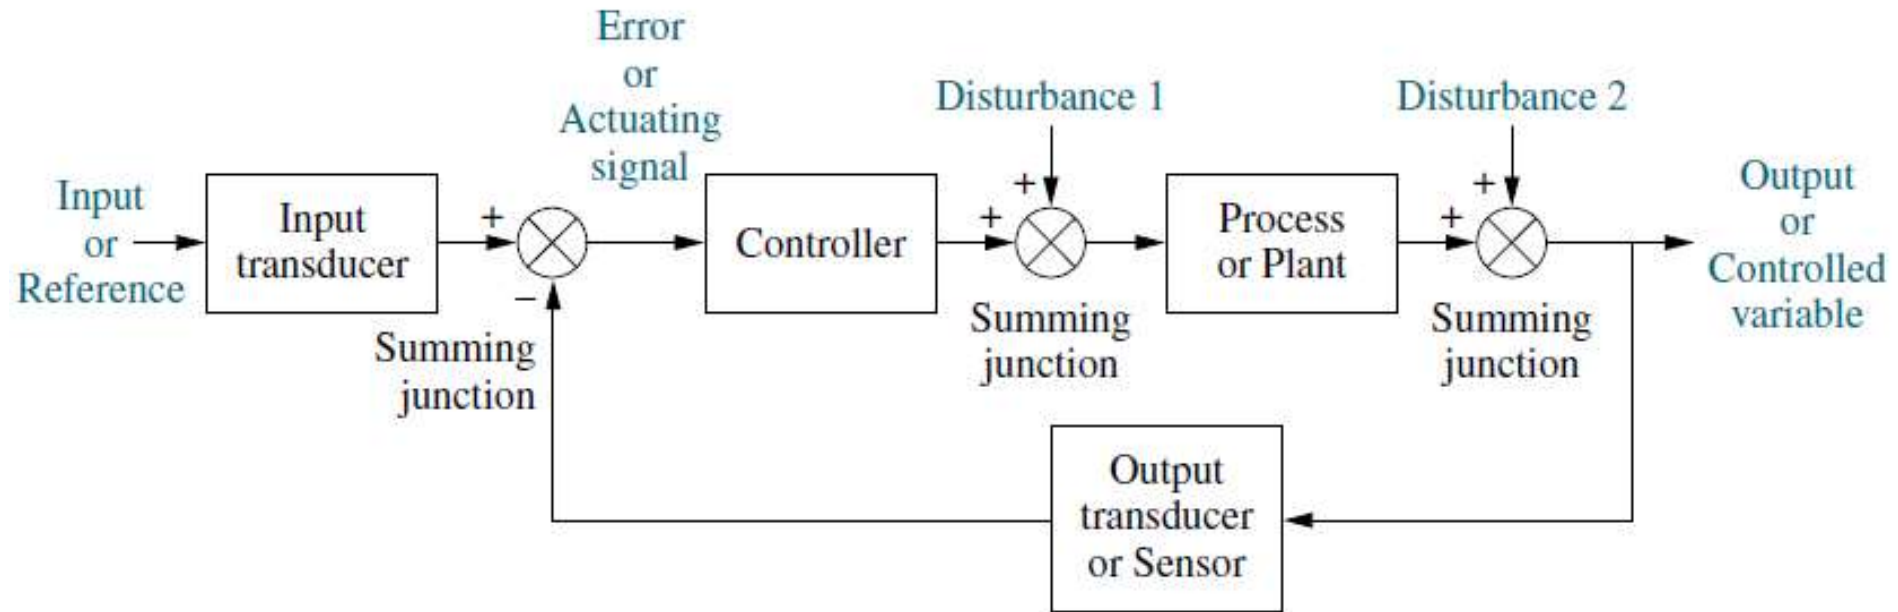 Error
or
Actuating
signal
Disturbance 1
Disturbance 2
Input
or
Reference
Input
transducer
+
−
Summing
junction
Controller
+
+
Summing
junction
Process
or Plant
+
+
Summing
junction
Output
or
Controlled
variable
Output
transducer
or Sensor